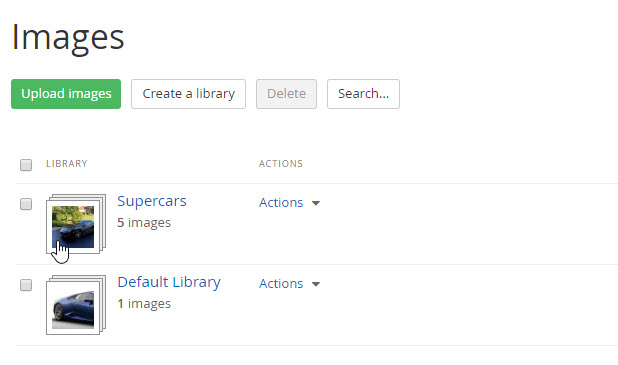 Images
Upload images Create a library Delete Search...
LIBRARY ACTIONS
Supercars Actions
5 images
Default Library Actions
1 images